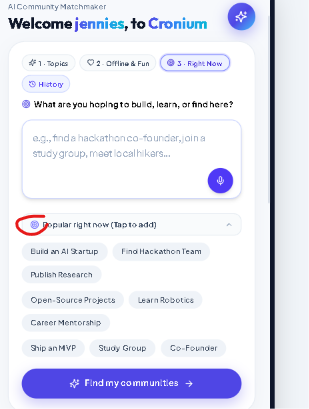 AI Community Matchmaker
Welcome jennies, to Cronium
1 · Topics
2 · Offline & Fun
3 · Right Now
History
What are you hoping to build, learn, or find here?
e.g., find a hackathon co-founder, join a
study group, meet local hikers...
Popular right now (Tap to add)
Build an AI Startup
Find Hackathon Team
Publish Research
Open-Source Projects
Learn Robotics
Career Mentorship
Ship an MVP
Study Group
Co-Founder
Find my communities →